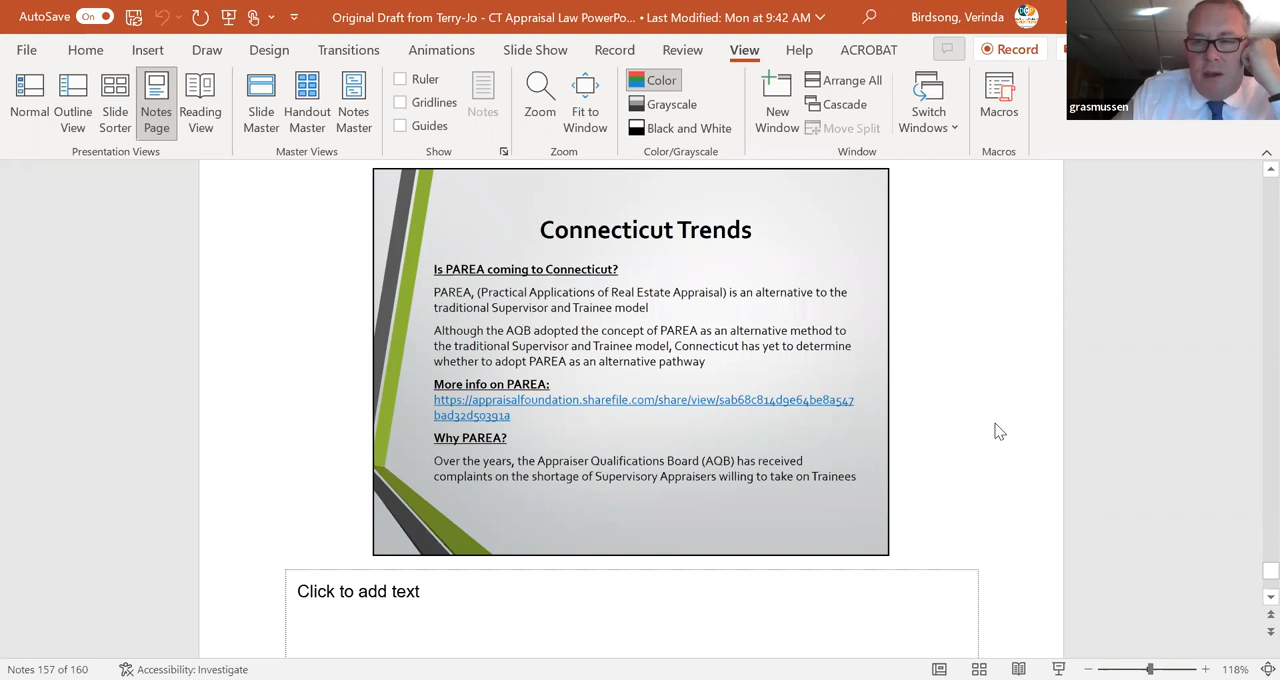 AutoSave On Original Draft from Terry-Jo - CT Appraisal Law PowerPo... • Last Modified: Mon at 9:42 AM Birdsong, Verinda
File Home Insert Draw Design Transitions Animations Slide Show Record Review View Help ACROBAT Record
Normal Outline View Slide Sorter Notes Page Reading View
Presentation Views
Slide Master Handout Master Notes Master
Master Views
Ruler
Gridlines
Guides
Notes
Show
Zoom Fit to Window
Zoom
Color
Grayscale
Black and White
Color/Grayscale
New Window
Arrange All
Cascade
Move Split
Switch Windows
Window
Macros
Macros
grasmussen
Connecticut Trends
Is PAREA coming to Connecticut?
PAREA, (Practical Applications of Real Estate Appraisal) is an alternative to the
traditional Supervisor and Trainee model
Although the AQB adopted the concept of PAREA as an alternative method to
the traditional Supervisor and Trainee model, Connecticut has yet to determine
whether to adopt PAREA as an alternative pathway
More info on PAREA:
https://appraisalfoundation.sharefile.com/share/view/sab68c814d9e64be8a547
bad32d50391a
Why PAREA?
Over the years, the Appraiser Qualifications Board (AQB) has received
complaints on the shortage of Supervisory Appraisers willing to take on Trainees
Click to add text
Notes 157 of 160 Accessibility: Investigate 118%